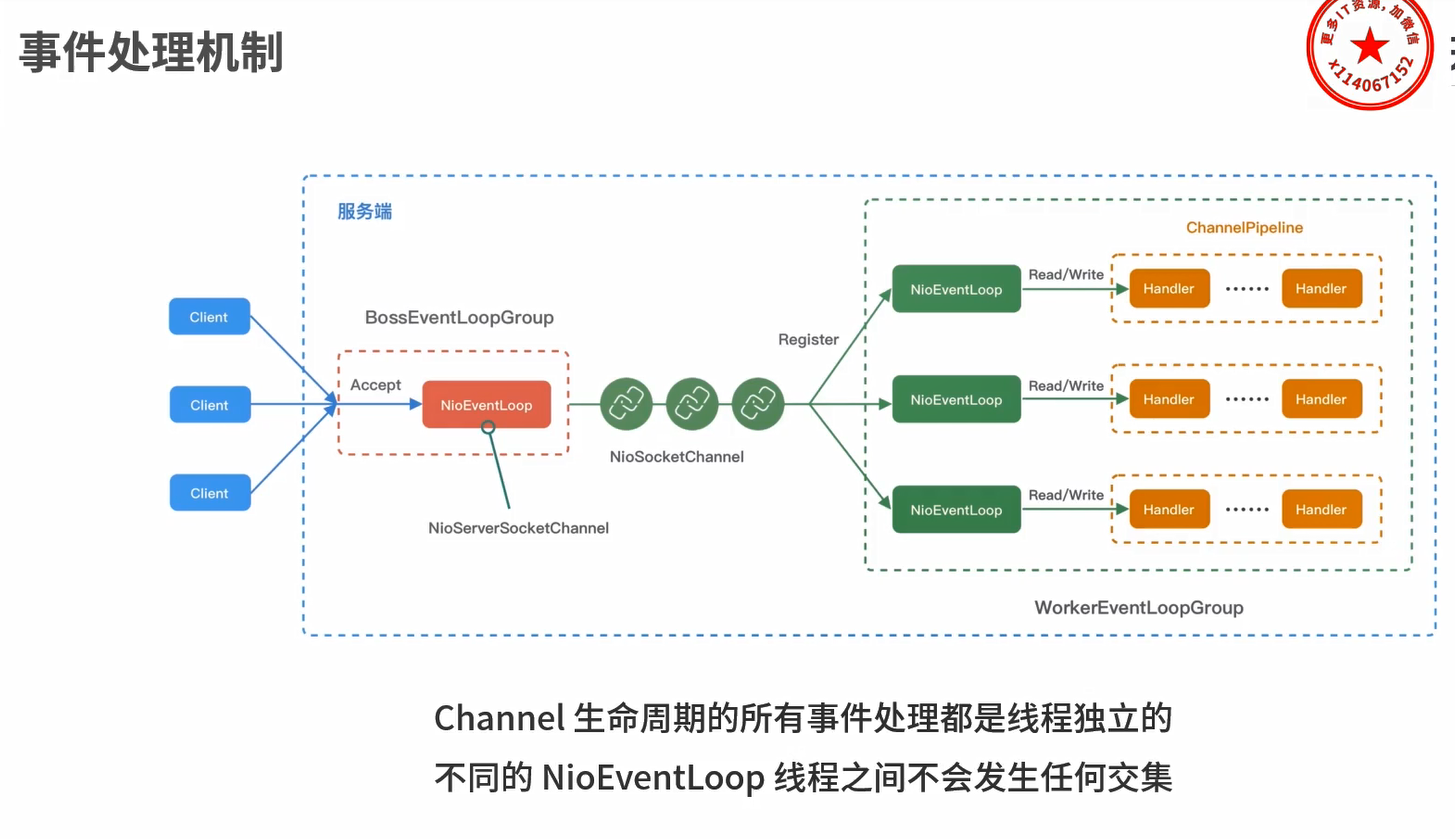 事件处理机制
更多IT资源，加微信
x114067152
服务端
ChannelPipeline
NioEventLoop
Read/Write
Handler
......
Handler
Client
BossEventLoopGroup
Register
Accept
NioEventLoop
Client
NioEventLoop
Read/Write
Handler
......
Handler
NioSocketChannel
Client
NioServerSocketChannel
NioEventLoop
Read/Write
Handler
......
Handler
WorkerEventLoopGroup
Channel 生命周期的所有事件处理都是线程独立的
不同的 NioEventLoop 线程之间不会发生任何交集